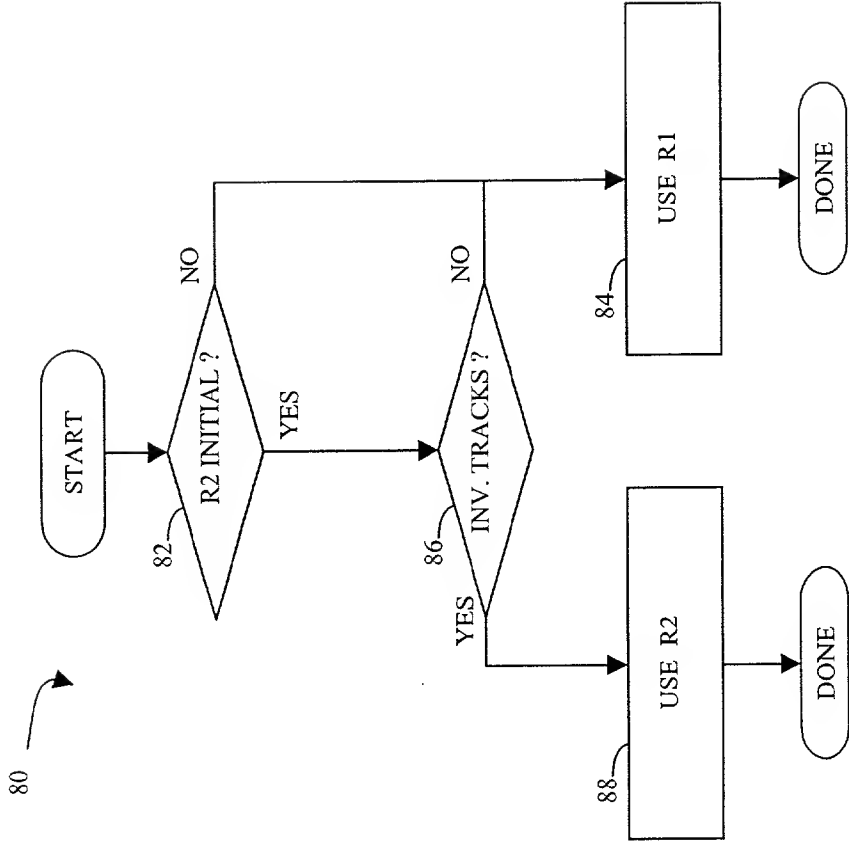 80
START
82
R2 INITIAL ?
NO
YES
86
INV. TRACKS ?
YES
NO
88
USE R2
84
USE R1
DONE
DONE